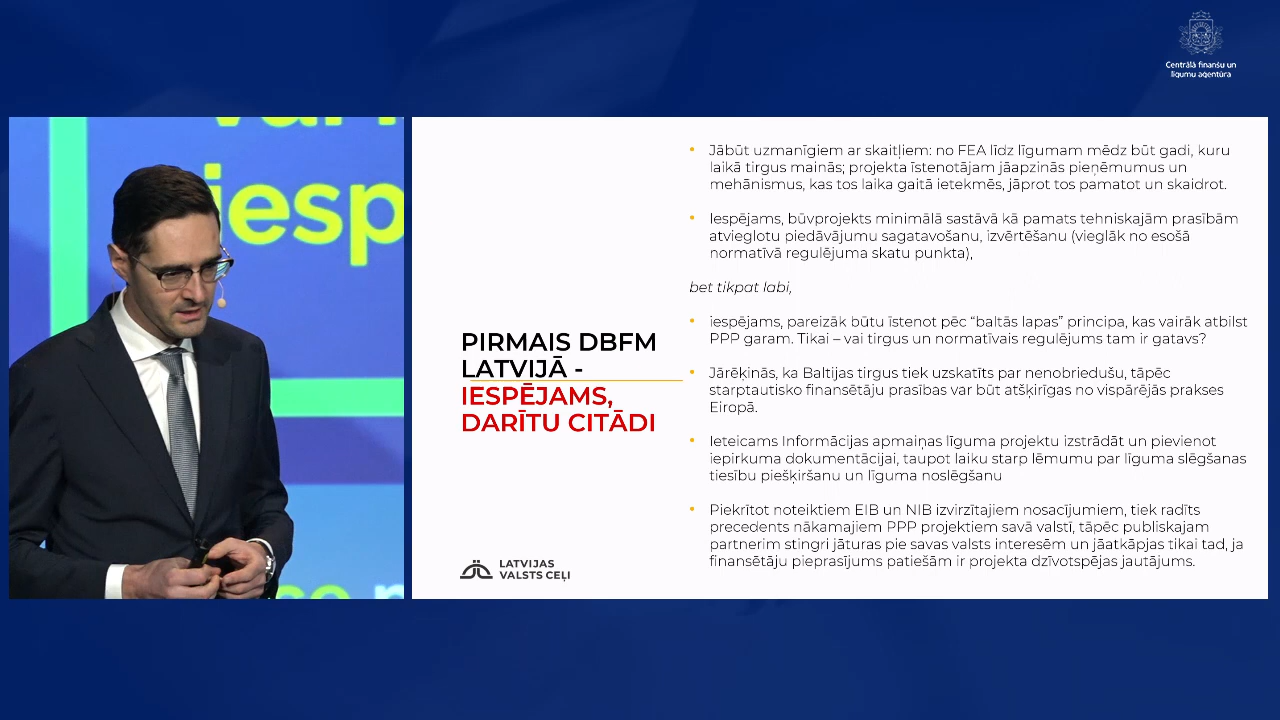 Centrālā finanšu un
līgumu aģentūra
iesp
PIRMAIS DBFM
LATVIJĀ -
IESPĒJAMS,
DARĪTU CITĀDI
LATVIJAS
VALSTS CEĻI
• Jābūt uzmanīgiem ar skaitļiem: no FEA līdz līgumam mēdz būt gadi, kuru
laikā tirgus mainās; projekta īstenotājam jāapzinās pieņēmumus un
mehānismus, kas tos laika gaitā ietekmēs, jāprot tos pamatot un skaidrot.
• Iespējams, būvprojekts minimālā sastāvā kā pamats tehniskajām prasībām
atvieglotu piedāvājumu sagatavošanu, izvērtēšanu (vieglāk no esošā
normatīvā regulējuma skatu punkta),
bet tikpat labi,
• iespējams, pareizāk būtu īstenot pēc “baltās lapas” principa, kas vairāk atbilst
PPP garam. Tikai – vai tirgus un normatīvais regulējums tam ir gatavs?
• Jārēķinās, ka Baltijas tirgus tiek uzskatīts par nenobriedušu, tāpēc
starptautisko finansētāju prasības var būt atšķirīgas no vispārējās prakses
Eiropā.
• Ieteicams Informācijas apmaiņas līguma projektu izstrādāt un pievienot
iepirkuma dokumentācijai, taupot laiku starp lēmumu par līguma slēgšanas
tiesību piešķiršanu un līguma noslēgšanu
• Piekrītot noteiktiem EIB un NIB izvirzītajiem nosacījumiem, tiek radīts
precedents nākamajiem PPP projektiem savā valstī, tāpēc publiskajam
partnerim stingri jāturas pie savas valsts interesēm un jāatkāpjas tikai tad, ja
finansētāju pieprasījums patiešām ir projekta dzīvotspējas jautājums.